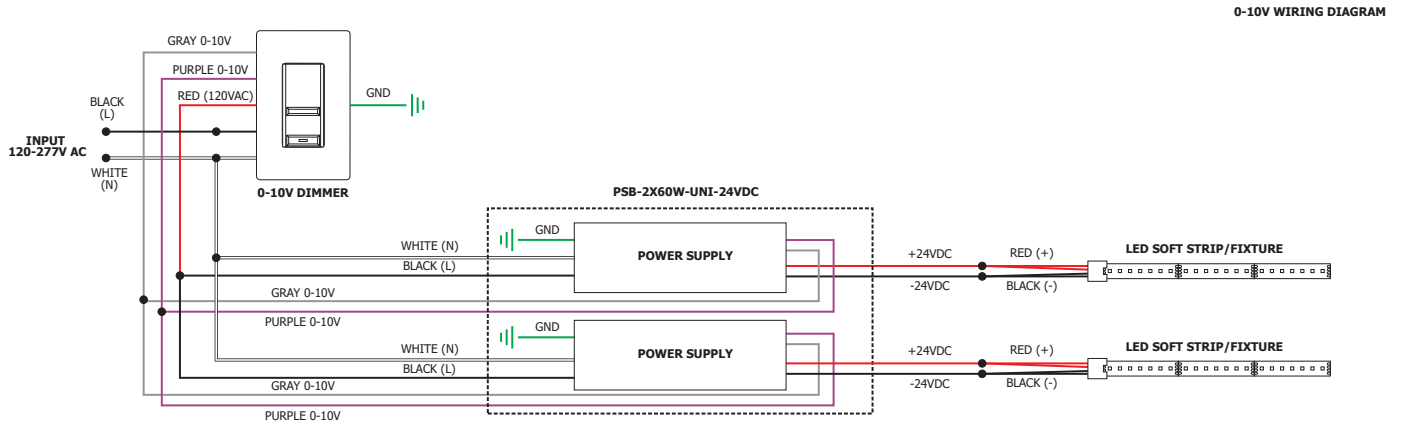 0-10V WIRING DIAGRAM
GRAY 0-10V
PURPLE 0-10V
RED (120VAC)
GND
BLACK
(L)
INPUT
120-277V AC
WHITE
(N)
0-10V DIMMER
PSB-2X60W-UNI-24VDC
GND
WHITE (N)
BLACK (L)
POWER SUPPLY
+24VDC
RED (+)
LED SOFT STRIP/FIXTURE
-24VDC
BLACK (-)
GRAY 0-10V
PURPLE 0-10V
GND
WHITE (N)
BLACK (L)
POWER SUPPLY
+24VDC
RED (+)
LED SOFT STRIP/FIXTURE
-24VDC
BLACK (-)
GRAY 0-10V
PURPLE 0-10V